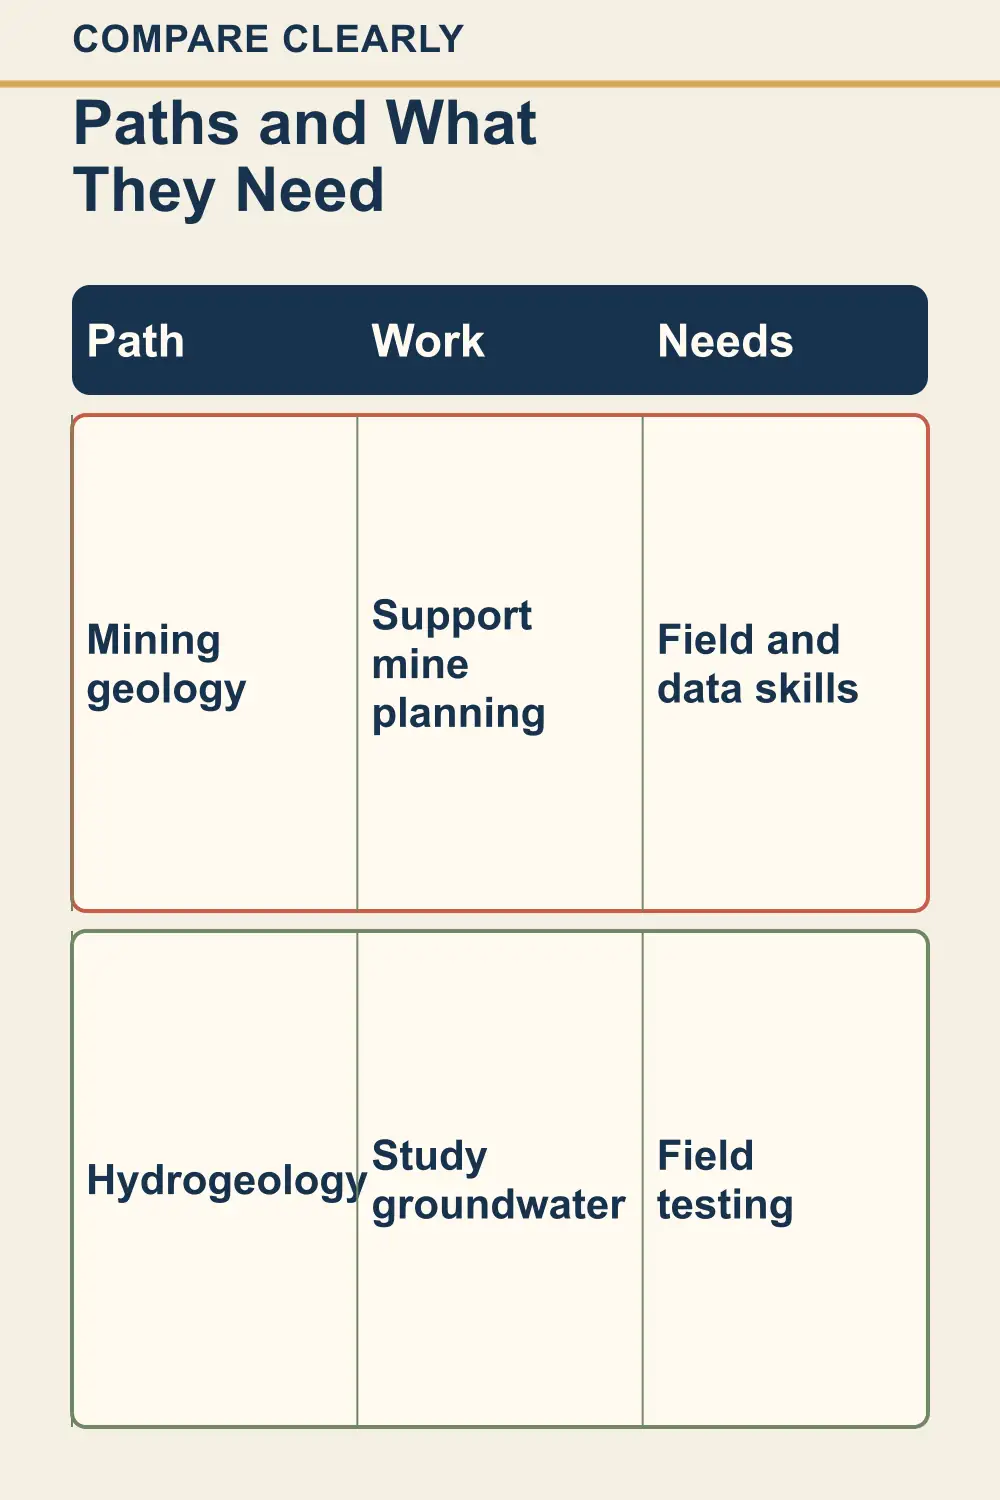 COMPARE CLEARLY
Paths and What
They Need
Path Work Needs
Mining
geology
Support
mine
planning
Field and
data skills
Hydrogeology
Study
groundwater
Field
testing